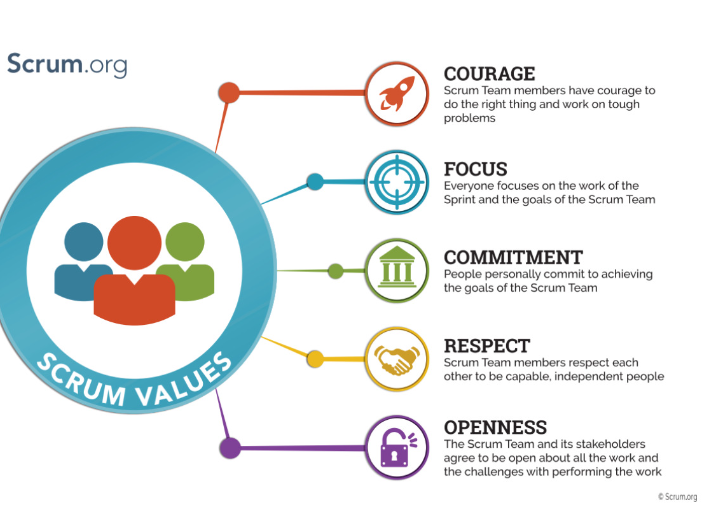 Scrum.org
COURAGE
Scrum Team members have courage to
do the right thing and work on tough
problems
FOCUS
Everyone focuses on the work of the
Sprint and the goals of the Scrum Team
COMMITMENT
People personally commit to achieving
the goals of the Scrum Team
SCRUM VALUES
RESPECT
Scrum Team members respect each
other to be capable, independent people
OPENNESS
The Scrum Team and its stakeholders
agree to be open about all the work and
the challenges with performing the work
© Scrum.org